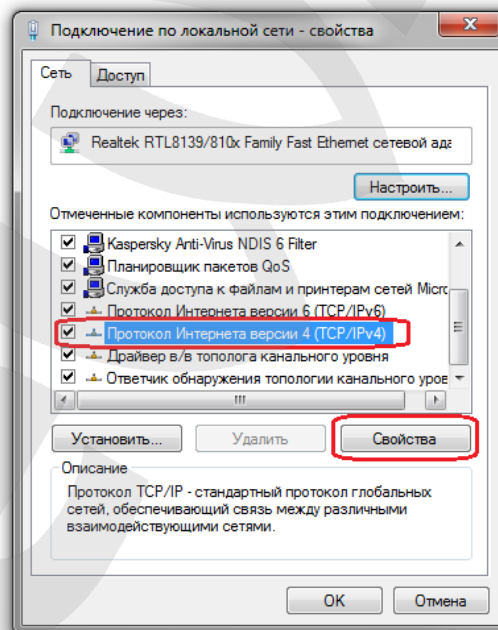 Подключение по локальной сети - свойства
Сеть
Доступ
Подключение через:
Realtek RTL8139/810x Family Fast Ethernet сетевой ада
Настроить...
Отмеченные компоненты используются этим подключением:
Kaspersky Anti-Virus NDIS 6 Filter
Планировщик пакетов QoS
Служба доступа к файлам и принтерам сетей Micro
Протокол Интернета версии 6 (TCP/IPv6)
Протокол Интернета версии 4 (TCP/IPv4)
Драйвер в/в тополога канального уровня
Ответчик обнаружения топологии канального уров
Установить...
Удалить
Свойства
Описание
Протокол TCP/IP - стандартный протокол глобальных
сетей, обеспечивающий связь между различными
взаимодействующими сетями.
OK
Отмена